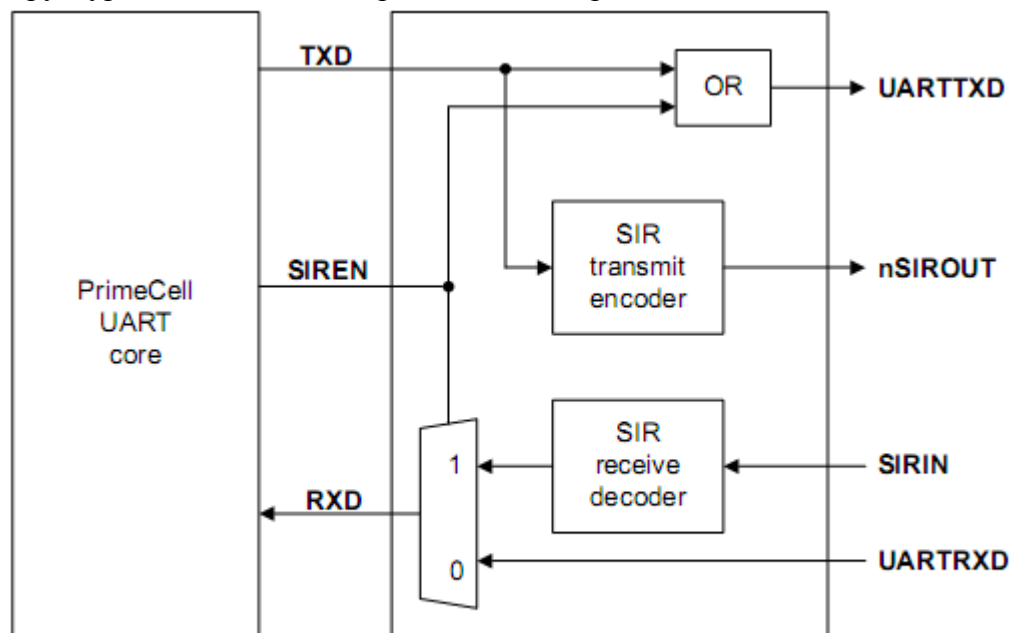 TXD
OR
UARTTXD
SIR
transmit
encoder
SIREN
nSIROUT
PrimeCell
UART
core
SIR
receive
decoder
1
SIRIN
RXD
0
UARTRXD